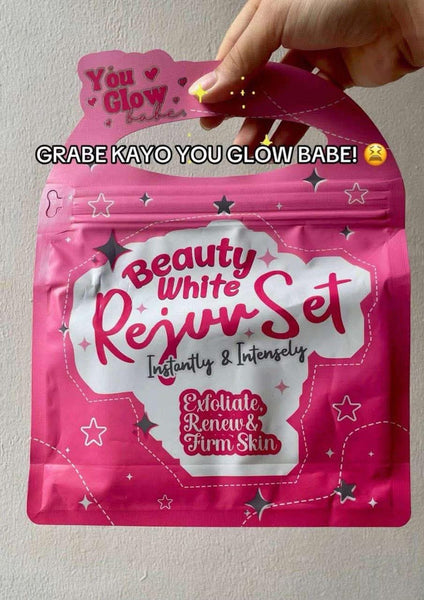 You
Glow
babe
GRABE KAYO YOU GLOW BABE! 😫
Beauty
White
Rejuv Set
Instantly & Intensely
Exfoliate,
Renew &
Firm Skin